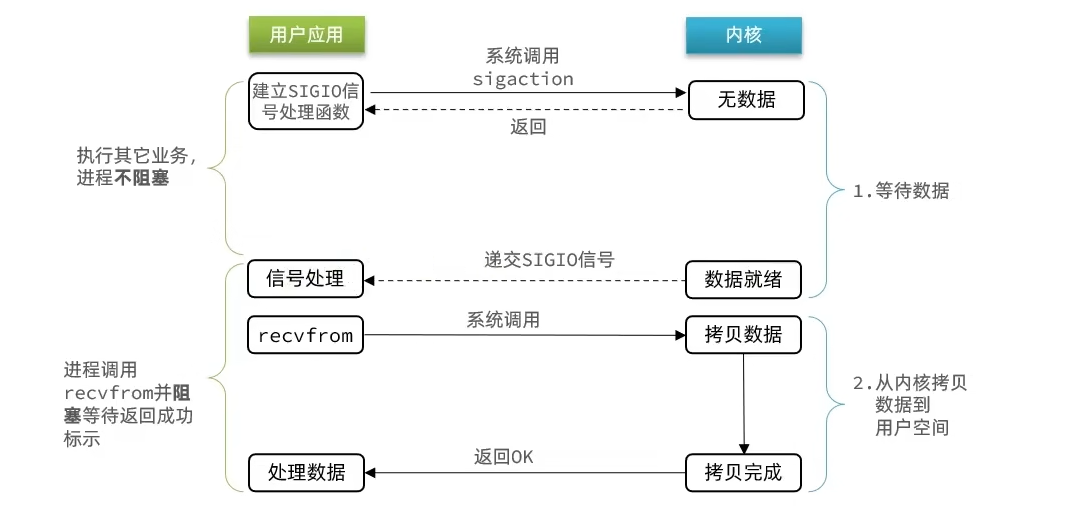 用户应用
内核
系统调用
sigaction
建立SIGIO信
号处理函数
无数据
返回
执行其它业务,
进程不阻塞
1.等待数据
递交SIGIO信号
信号处理
数据就绪
系统调用
recvfrom
拷贝数据
进程调用
recvfrom并阻
塞等待返回成功
标示
2.从内核拷贝
数据到
用户空间
返回OK
处理数据
拷贝完成